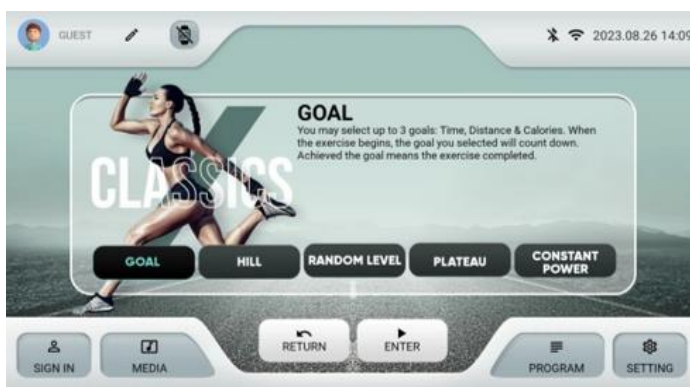 GUEST
2023.08.26 14:09
GOAL
You may select up to 3 goals: Time, Distance & Calories. When
the exercise begins, the goal you selected will count down.
Achieved the goal means the exercise completed.
CLASSICS
GOAL
HILL
RANDOM LEVEL
PLATEAU
CONSTANT
POWER
RETURN
ENTER
SIGN IN
MEDIA
PROGRAM
SETTING